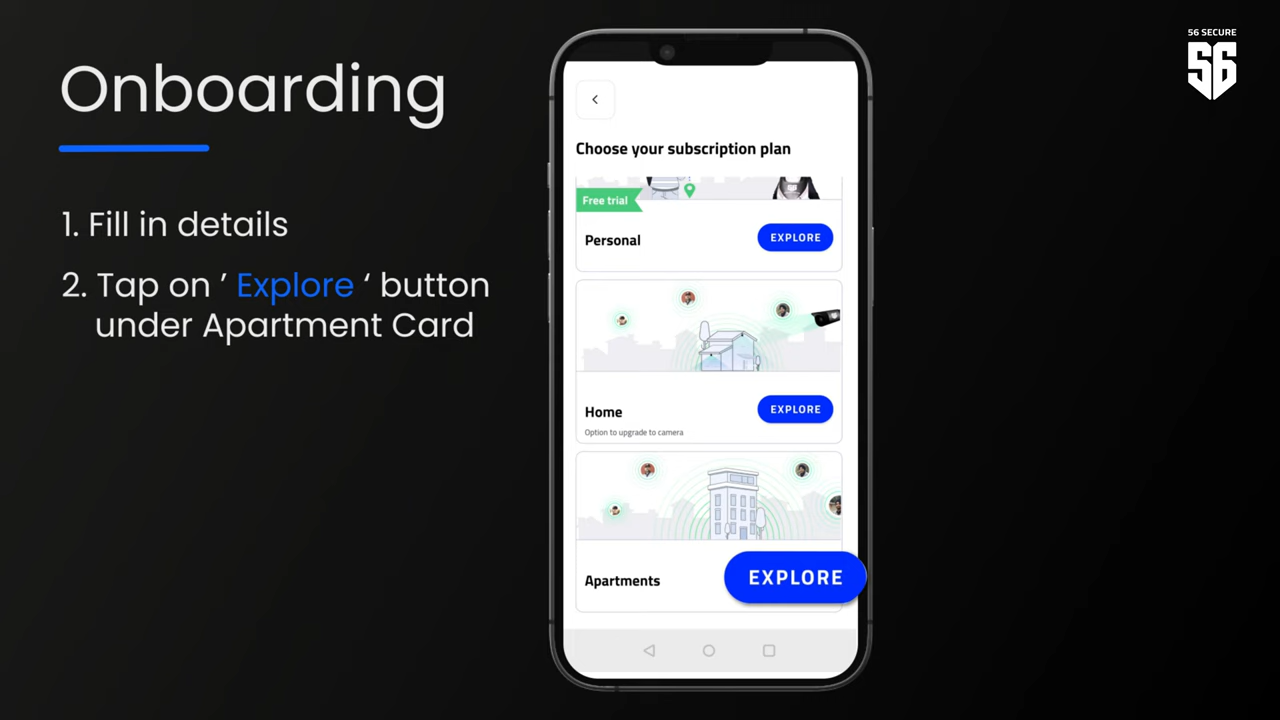 Onboarding
1. Fill in details
2. Tap on ’ Explore ‘ button
under Apartment Card
Choose your subscription plan
Free trial
Personal
EXPLORE
Home
EXPLORE
Option to upgrade to camera
Apartments
EXPLORE
56 SECURE
56